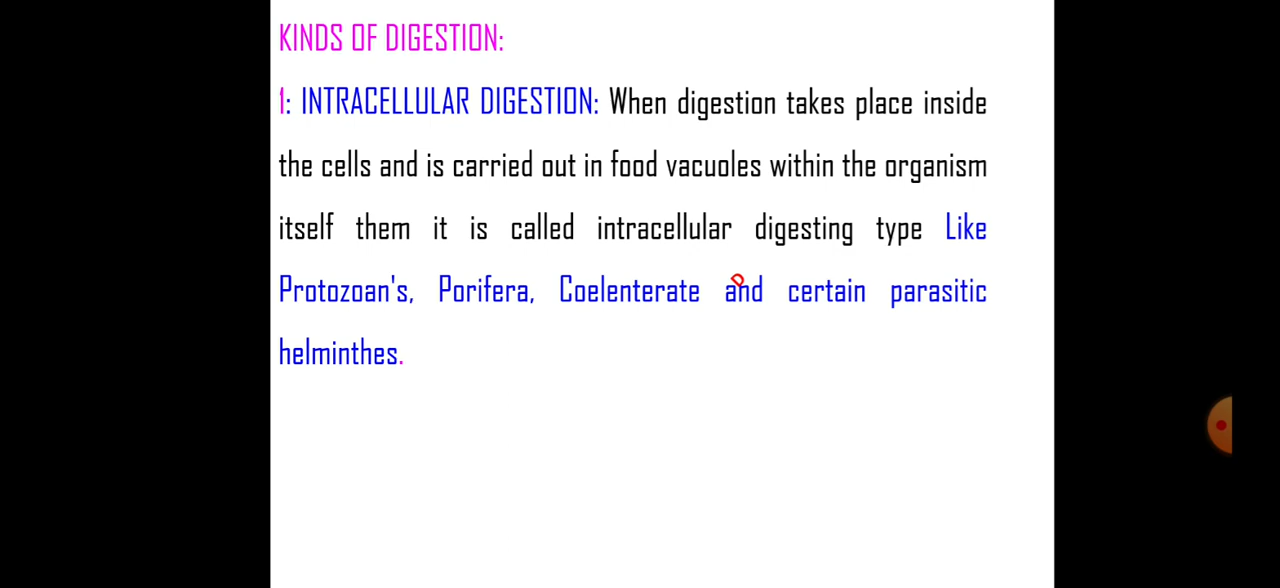 KINDS OF DIGESTION:
1: INTRACELLULAR DIGESTION: When digestion takes place inside
the cells and is carried out in food vacuoles within the organism
itself them it is called intracellular digesting type Like
Protozoan's, Porifera, Coelenterate and certain parasitic
helminthes.